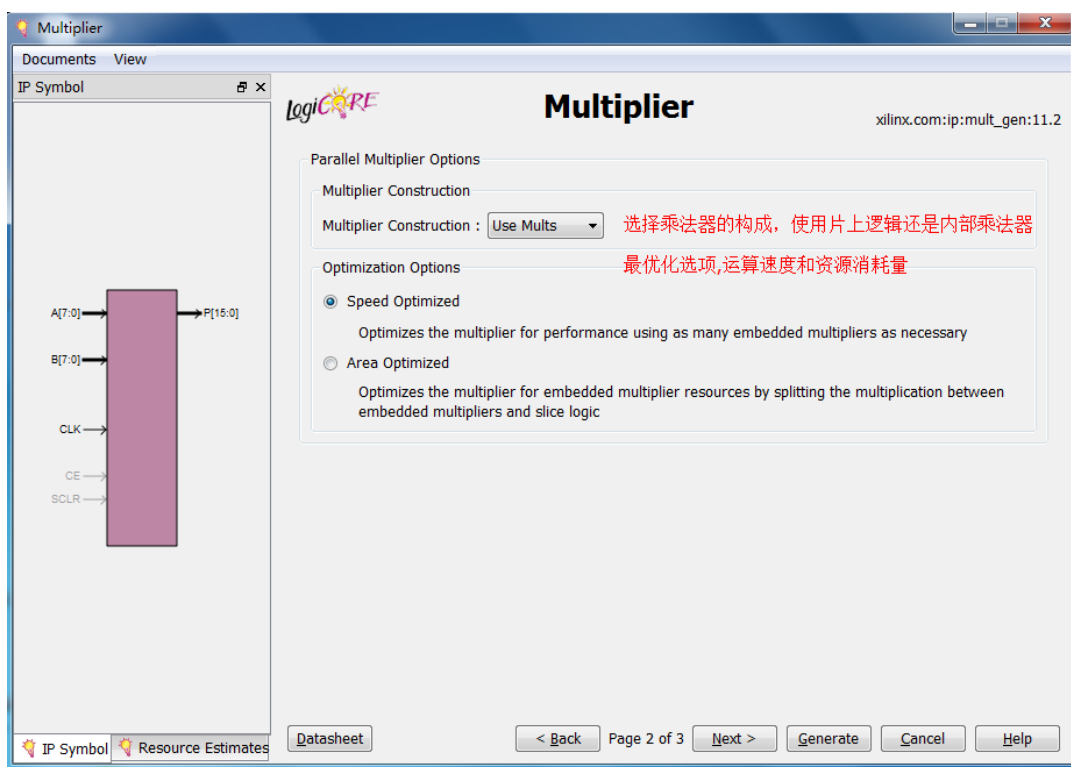 Multiplier
Documents View
IP Symbol
logiCORE
Multiplier
xilinx.com:ip:mult_gen:11.2
Parallel Multiplier Options
Multiplier Construction
Multiplier Construction : Use Mults
选择乘法器的构成，使用片上逻辑还是内部乘法器
Optimization Options
最优化选项,运算速度和资源消耗量
Speed Optimized
Optimizes the multiplier for performance using as many embedded multipliers as necessary
Area Optimized
Optimizes the multiplier for embedded multiplier resources by splitting the multiplication between
embedded multipliers and slice logic
A[7:0]
P[15:0]
B[7:0]
CLK
CE
SCLR
IP Symbol
Resource Estimates
Datasheet
< Back
Page 2 of 3
Next >
Generate
Cancel
Help